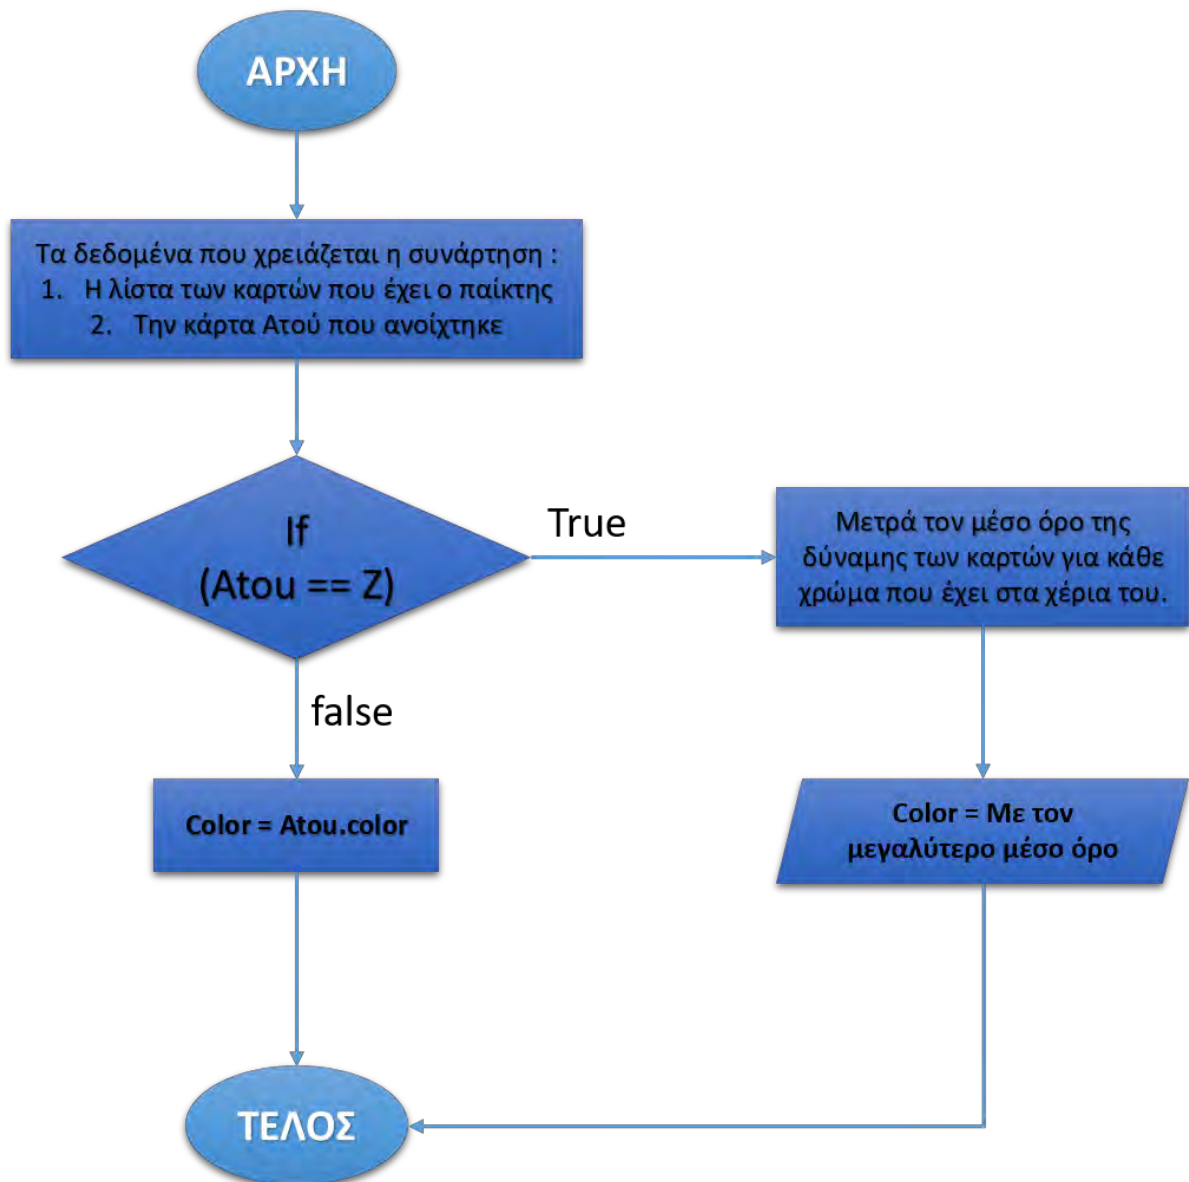 ΑΡΧΗ
Τα δεδομένα που χρειάζεται η συνάρτηση :
1. Η λίστα των καρτών που έχει ο παίκτης
2. Την κάρτα Ατού που ανοίχτηκε
If
(Atou == Z)
True
Μετρά τον μέσο όρο της
δύναμης των καρτών για κάθε
χρώμα που έχει στα χέρια του.
false
Color = Atou.color
Color = Με τον
μεγαλύτερο μέσο όρο
ΤΕΛΟΣ